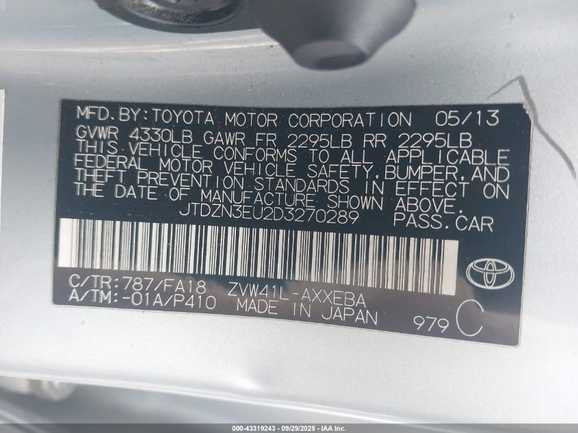 MFD.BY:TOYOTA MOTOR CORPORATION 05/13
GVWR 4330LB GAWR FR 2295LB RR 2295LB
THIS VEHICLE CONFORMS TO ALL APPLICABLE
FEDERAL MOTOR VEHICLE SAFETY,BUMPER,AND
THEFT PREVENTION STANDARDS IN EFFECT ON
THE DATE OF MANUFACTURE SHOWN ABOVE.
JTDZN3EU2D3270289 PASS.CAR
C/TR:787/FA18 ZVW41L-AXXEBA
A/TM:-01A/P410 MADE IN JAPAN
979 C
TOYOTA
000-43319243 - 09/29/2025 -